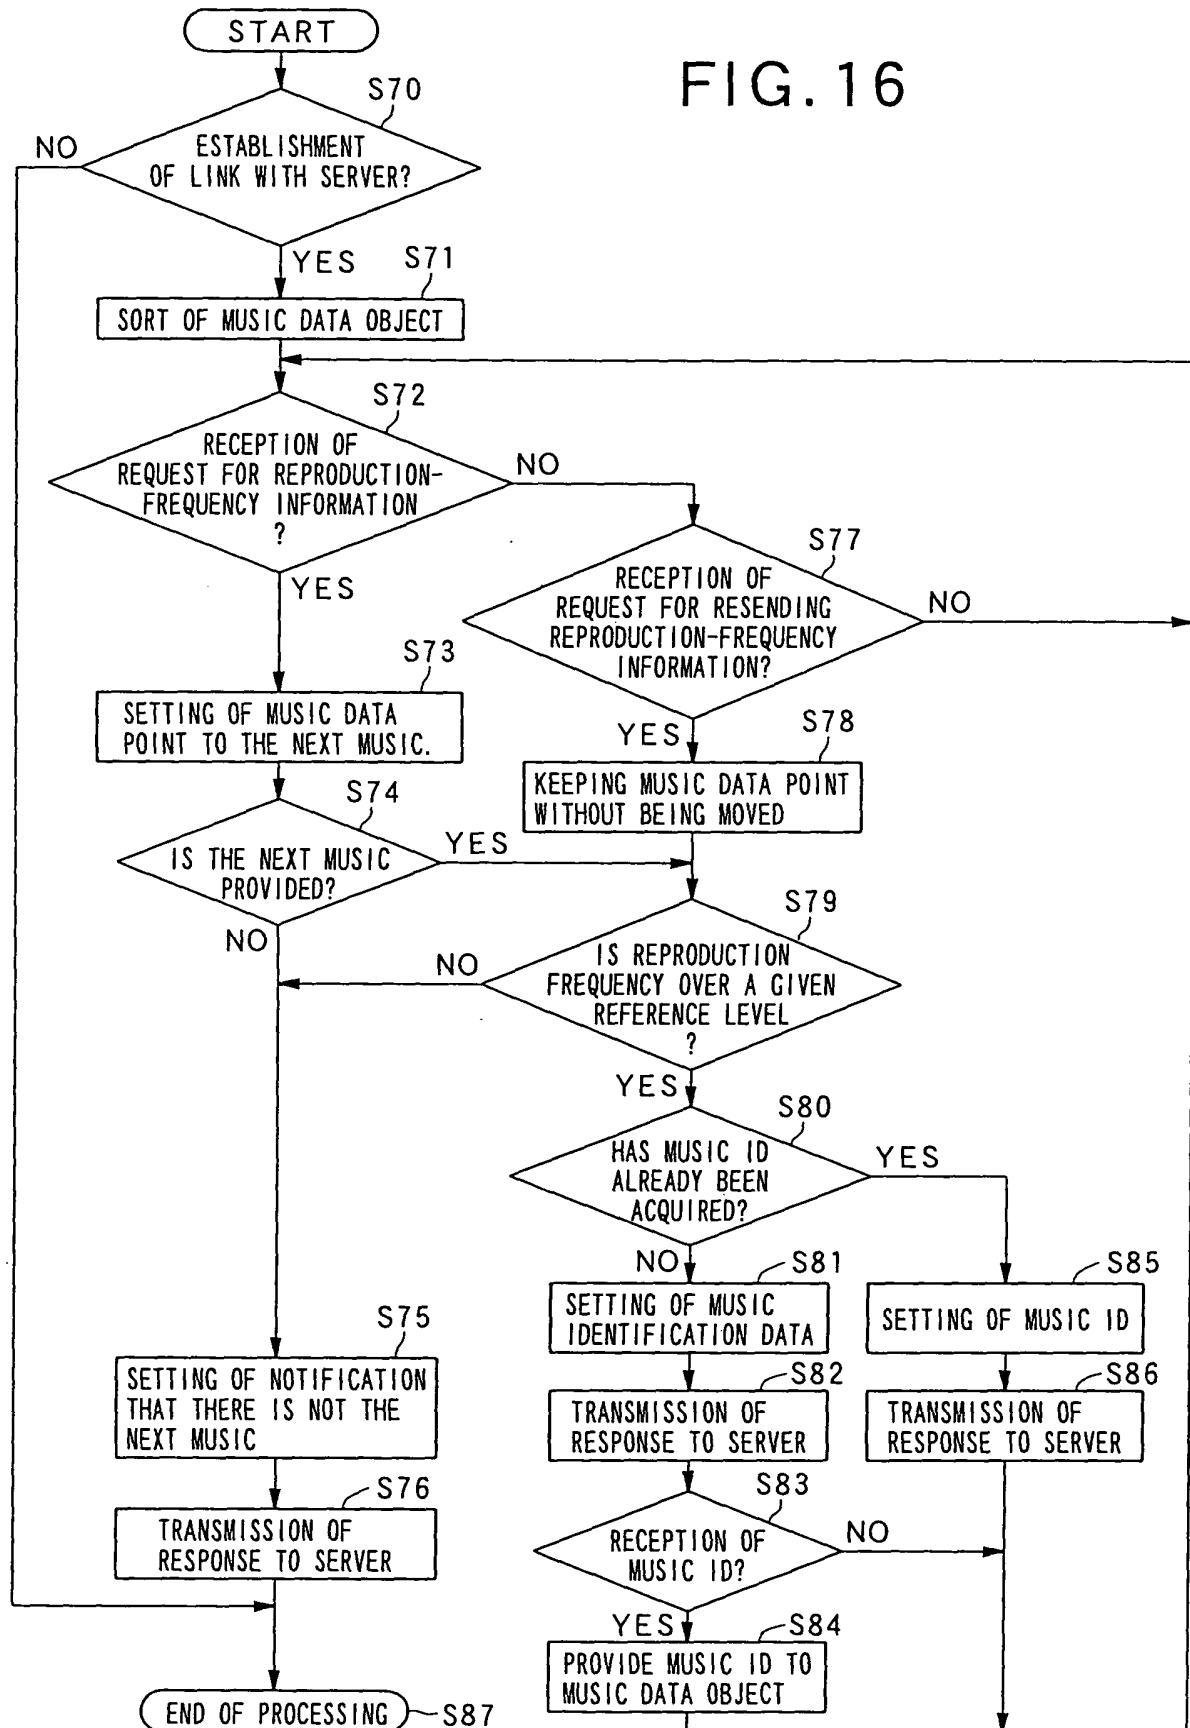 START
FIG.16
S70
NO
ESTABLISHMENT
OF LINK WITH SERVER?
YES
S71
SORT OF MUSIC DATA OBJECT
S72
RECEPTION OF
REQUEST FOR REPRODUCTION-
FREQUENCY INFORMATION
?
NO
YES
S77
RECEPTION OF
REQUEST FOR RESENDING
REPRODUCTION-FREQUENCY
INFORMATION?
NO
YES
S73
SETTING OF MUSIC DATA
POINT TO THE NEXT MUSIC.
S78
KEEPING MUSIC DATA POINT
WITHOUT BEING MOVED
S74
IS THE NEXT MUSIC
PROVIDED?
YES
NO
S79
IS REPRODUCTION
FREQUENCY OVER A GIVEN
REFERENCE LEVEL
?
NO
YES
S80
HAS MUSIC ID
ALREADY BEEN
ACQUIRED?
YES
NO
S81
SETTING OF MUSIC
IDENTIFICATION DATA
S85
SETTING OF MUSIC ID
S75
SETTING OF NOTIFICATION
THAT THERE IS NOT THE
NEXT MUSIC
S82
TRANSMISSION OF
RESPONSE TO SERVER
S86
TRANSMISSION OF
RESPONSE TO SERVER
S76
TRANSMISSION OF
RESPONSE TO SERVER
S83
RECEPTION OF
MUSIC ID?
NO
YES
S84
PROVIDE MUSIC ID TO
MUSIC DATA OBJECT
END OF PROCESSING
S87